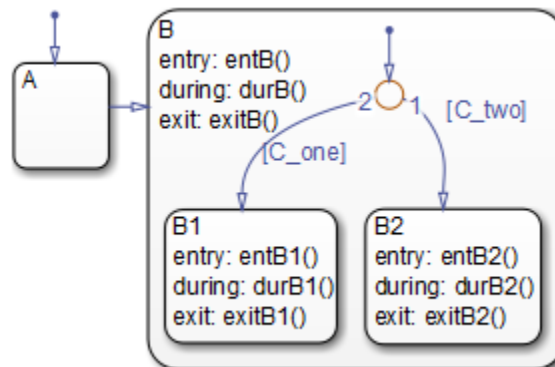 A
B
entry: entB()
during: durB()
exit: exitB()
2
1
[C_two]
[C_one]
B1
entry: entB1()
during: durB1()
exit: exitB1()
B2
entry: entB2()
during: durB2()
exit: exitB2()